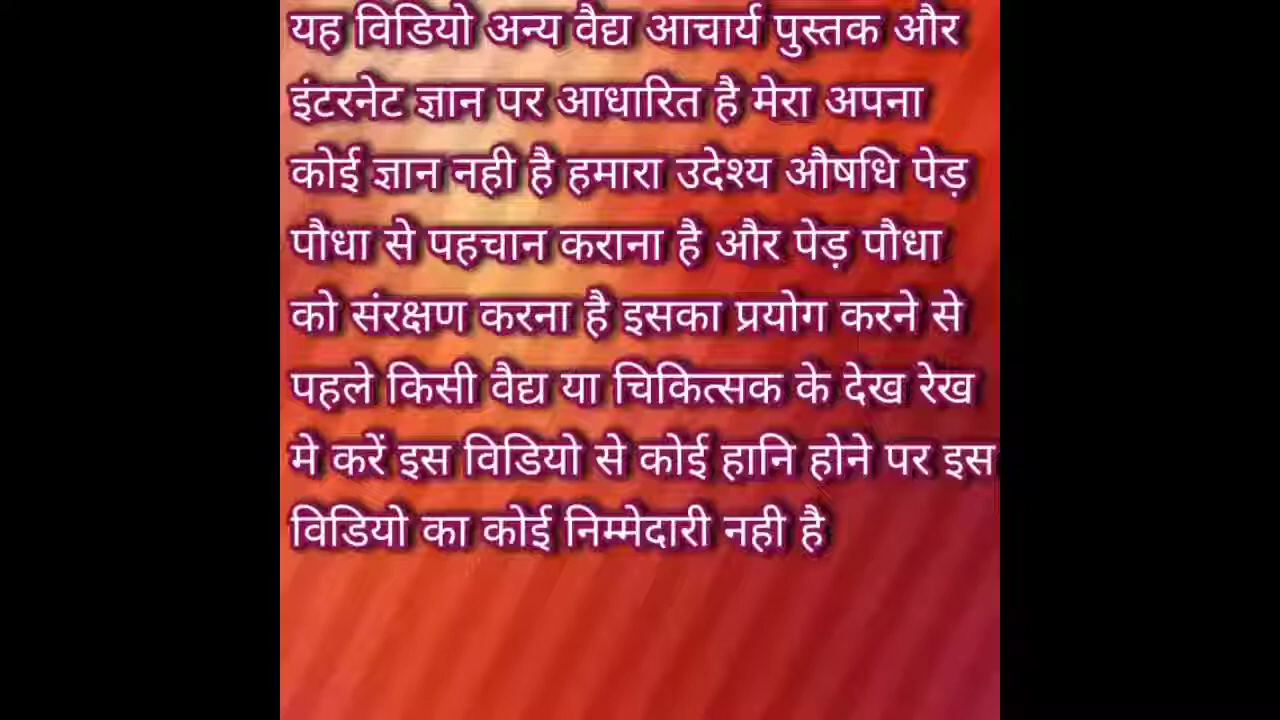 यह विडियो अन्य वैद्य आचार्य पुस्तक और
इंटरनेट ज्ञान पर आधारित है मेरा अपना
कोई ज्ञान नही है हमारा उदेश्य औषधि पेड़
पौधा से पहचान कराना है और पेड़ पौधा
को संरक्षण करना है इसका प्रयोग करने से
पहले किसी वैद्य या चिकित्सक के देख रेख
मे करें इस विडियो से कोई हानि होने पर इस
विडियो का कोई निम्मेदारी नही है